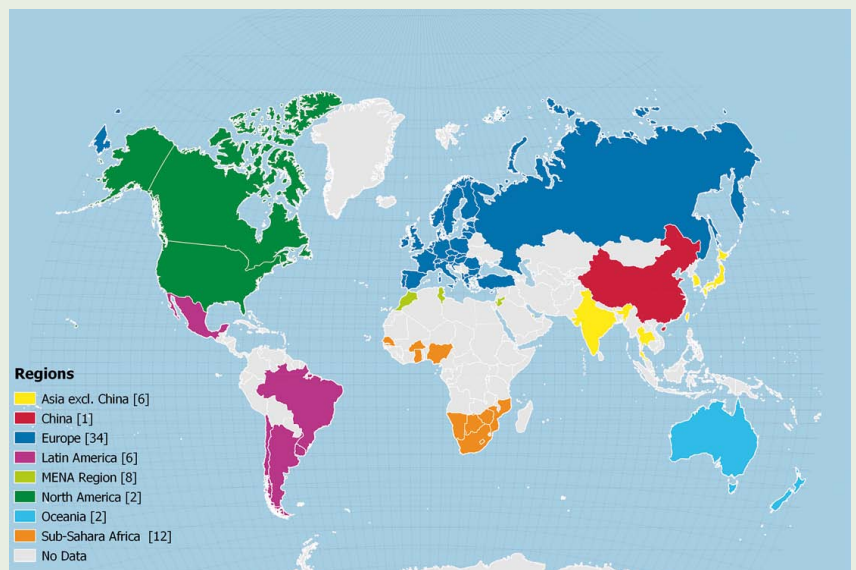 Regions
Asia excl. China [6]
China [1]
Europe [34]
Latin America [6]
MENA Region [8]
North America [2]
Oceania [2]
Sub-Sahara Africa [12]
No Data